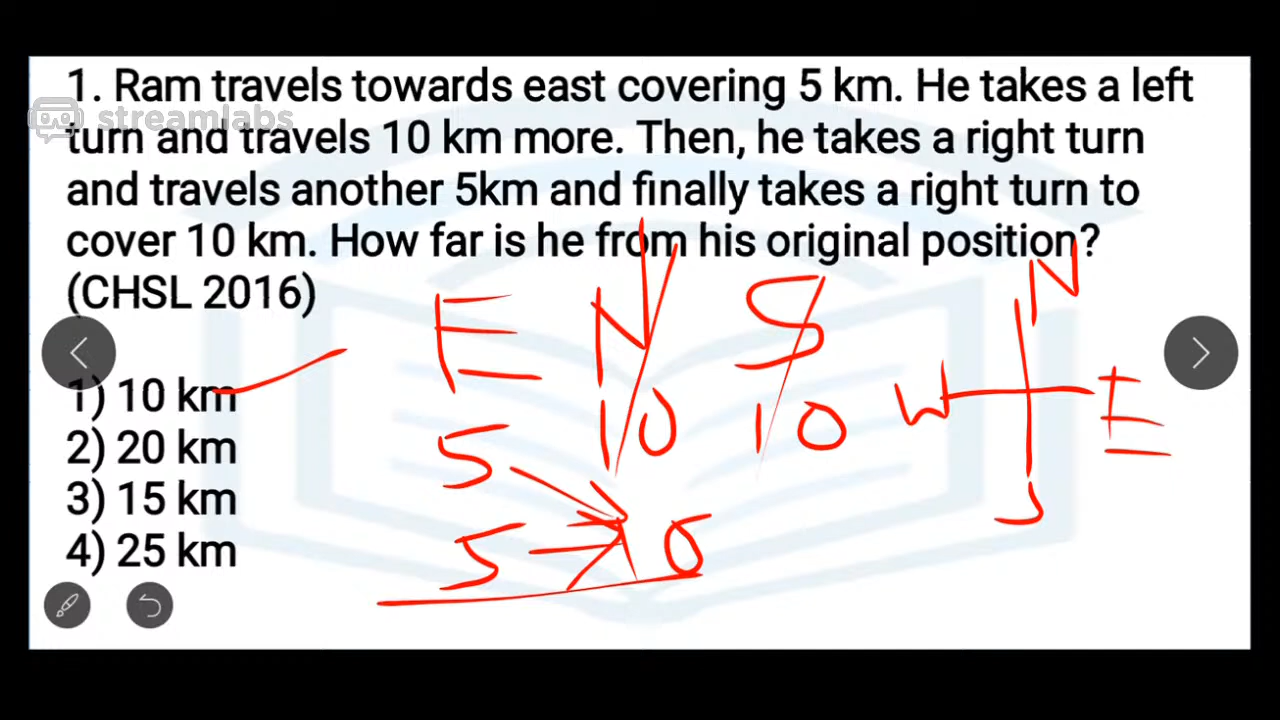 1. Ram travels towards east covering 5 km. He takes a left
streamlabs
turn and travels 10 km more. Then, he takes a right turn
and travels another 5km and finally takes a right turn to
cover 10 km. How far is he from his original position?
(CHSL 2016)
E N S N
1) 10 km
W E
5 10 10
2) 20 km
3) 15 km
S
4) 25 km
5 10